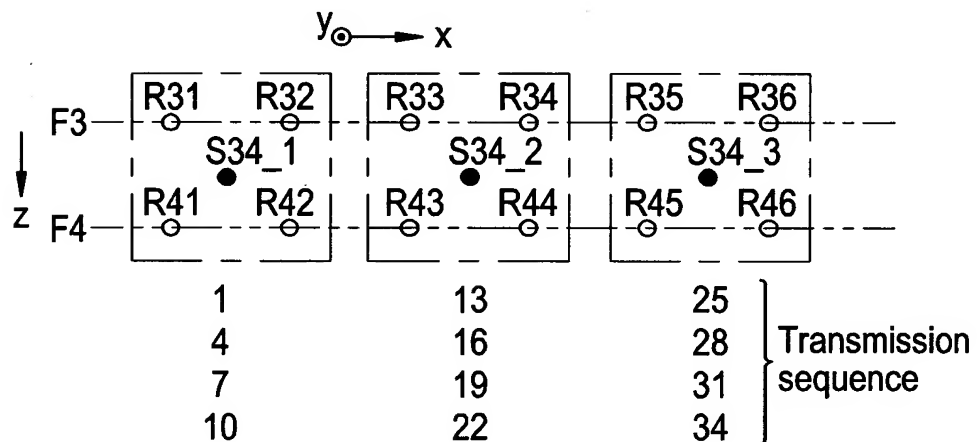 y x
R31 R32 R33 R34 R35 R36
F3
S34_1 S34_2 S34_3
z
R41 R42 R43 R44 R45 R46
F4
1 13 25
4 16 28
7 19 31
10 22 34
Transmission
sequence